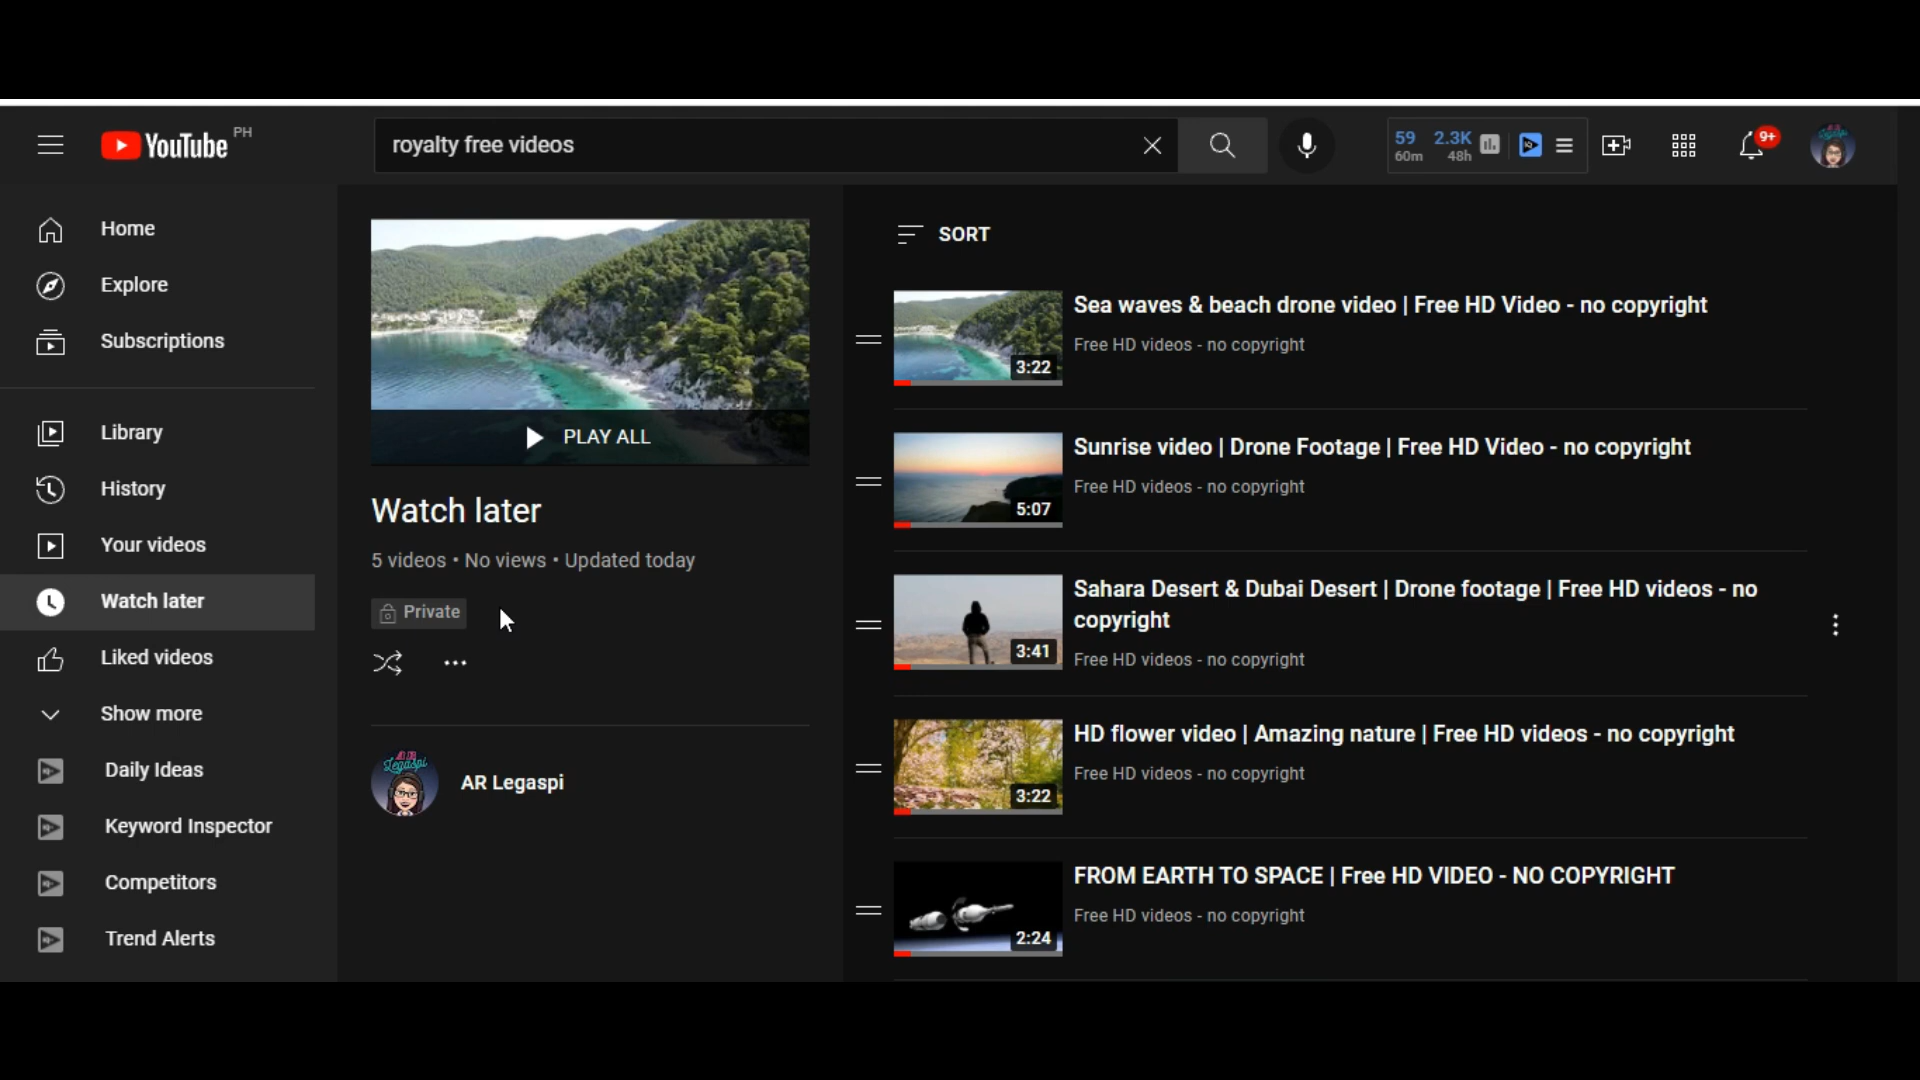 YouTube PH
royalty free videos
59 2.3K
60m 48h
9+
Home
Explore
Subscriptions
Library
History
Your videos
Watch later
Liked videos
Show more
Daily Ideas
Keyword Inspector
Competitors
Trend Alerts
PLAY ALL
Watch later
5 videos • No views • Updated today
Private
AR Legaspi
SORT
Sea waves & beach drone video | Free HD Video - no copyright
Free HD videos - no copyright
3:22
Sunrise video | Drone Footage | Free HD Video - no copyright
Free HD videos - no copyright
5:07
Sahara Desert & Dubai Desert | Drone footage | Free HD videos - no
copyright
Free HD videos - no copyright
3:41
HD flower video | Amazing nature | Free HD videos - no copyright
Free HD videos - no copyright
3:22
FROM EARTH TO SPACE | Free HD VIDEO - NO COPYRIGHT
Free HD videos - no copyright
2:24